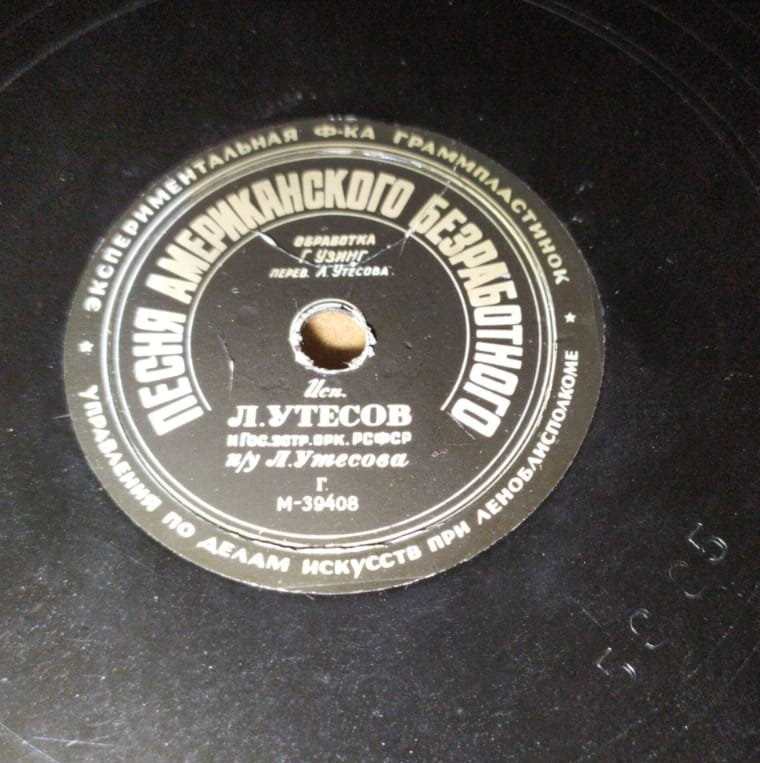 ЭКСПЕРИМЕНТАЛЬНАЯ Ф-КА ГРАММПЛАСТИНОК
ПЕСНЯ АМЕРИКАНСКОГО БЕЗРАБОТНОГО
ОБРАБОТКА
Г. УЗИНГ
ПЕРЕВ. Л. УТЕСОВА
Исп.
Л. УТЕСОВ
и ГОС. ЭСТР. ОРК. РСФСР
п/у Л. Утесова
Г.
М-39408
* УПРАВЛЕНИЯ ПО ДЕЛАМ ИСКУССТВ ПРИ ЛЕНОБЛИСПОЛКОМЕ *